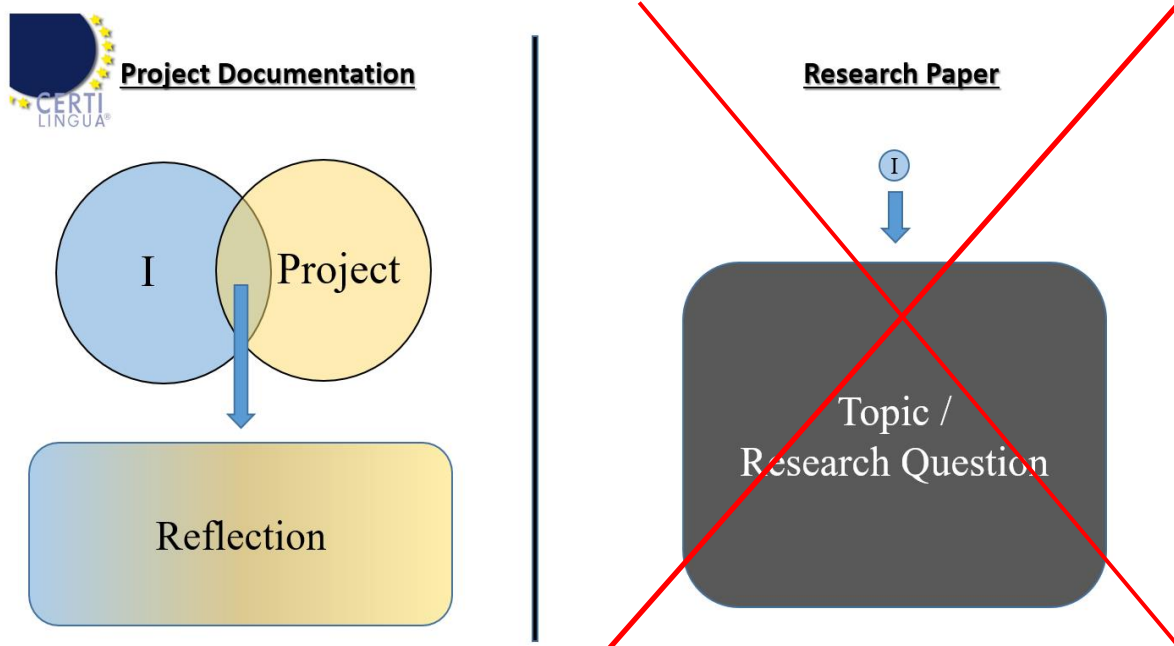 CERTI
LINGUA®
Project Documentation
I
Project
Reflection
Research Paper
I
Topic /
Research Question